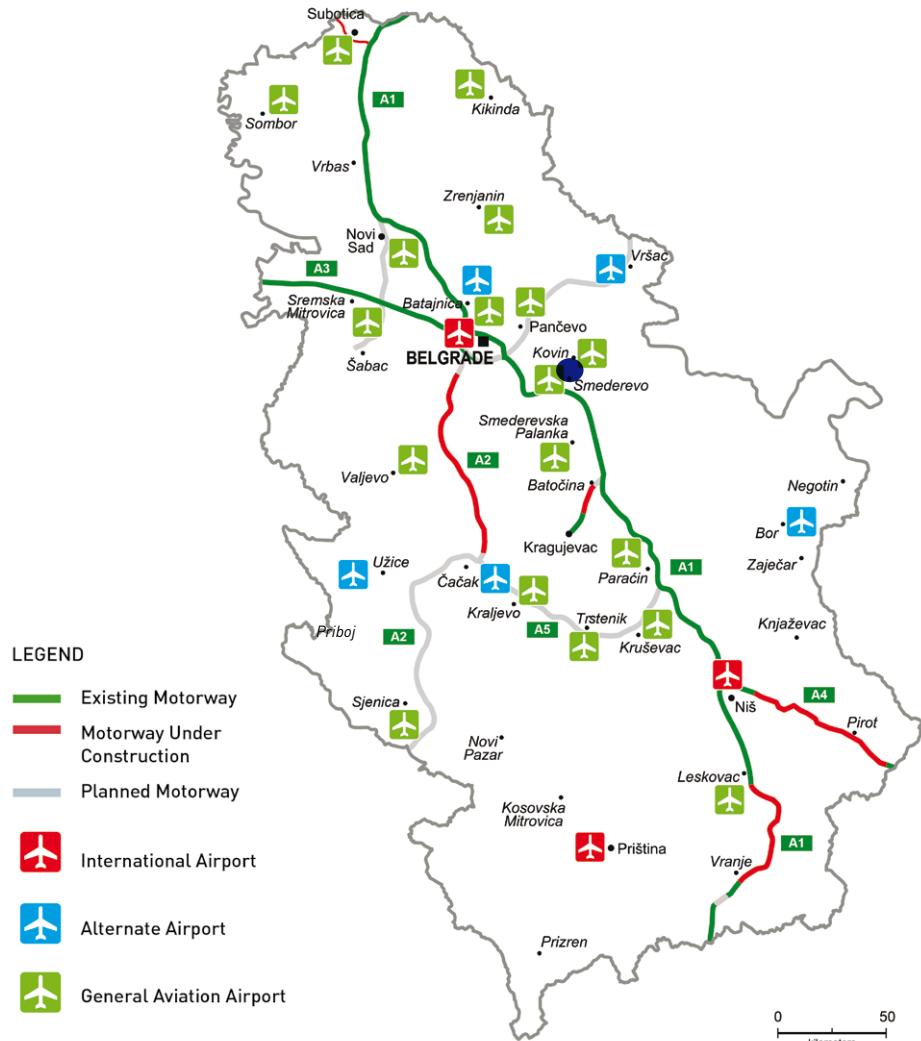 Subotica
A1
Kikinda
Sombor
Vrbas
Zrenjanin
Novi
Sad
A3
Vršac
Sremska
Mitrovica
Batajnica
Pančevo
BELGRADE
Šabac
Kovin
Smederevo
Smederevska
Palanka
A2
Valjevo
Batočina
Negotin
Bor
Kragujevac
Zaječar
Užice
Čačak
Paraćin
A1
Kraljevo
Trstenik
Priboj
A2
A5
Kruševac
Knjaževac
LEGEND
Existing Motorway
Motorway Under
Construction
Planned Motorway
International Airport
Alternate Airport
General Aviation Airport
Sjenica
Niš
A4
Pirot
Novi
Pazar
Leskovac
Kosovska
Mitrovica
Priština
A1
Vranje
Prizren
0 50
kilometers